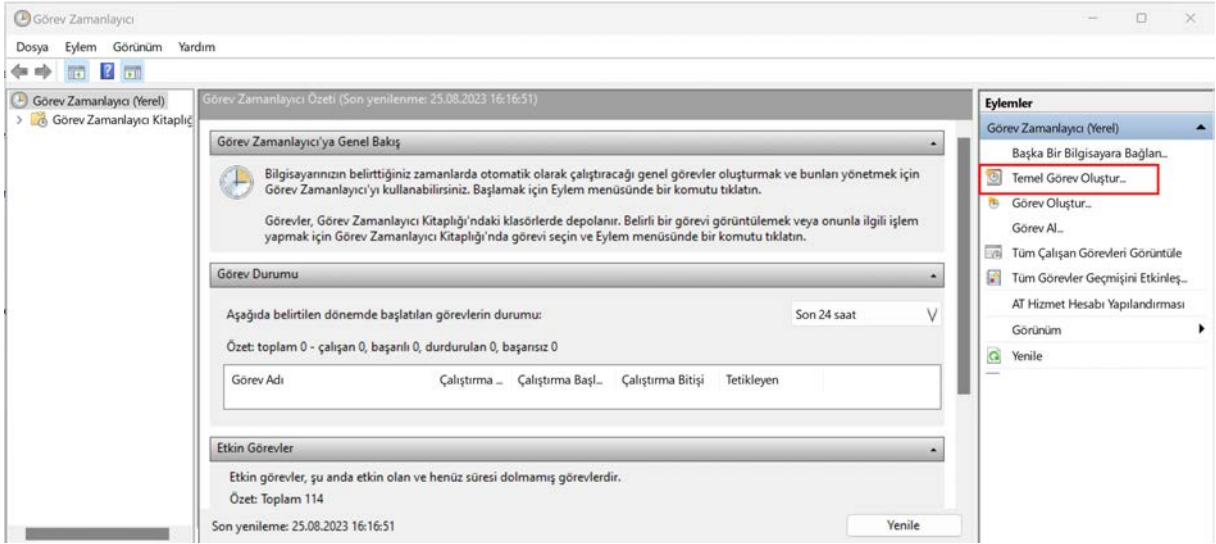 Görev Zamanlayıcı
Dosya Eylem Görünüm Yardım
Görev Zamanlayıcı (Yerel)
Görev Zamanlayıcı Kitaplığ
Görev Zamanlayıcı Özeti (Son yenilenme: 25.08.2023 16:16:51)
Görev Zamanlayıcı'ya Genel Bakış
Bilgisayarınızın belirttiğiniz zamanlarda otomatik olarak çalıştıracağı genel görevler oluşturmak ve bunları yönetmek için
Görev Zamanlayıcı'yı kullanabilirsiniz. Başlamak için Eylem menüsünde bir komutu tıklatın.
Görevler, Görev Zamanlayıcı Kitaplığı'ndaki klasörlerde depolanır. Belirli bir görevi görüntülemek veya onunla ilgili işlem
yapmak için Görev Zamanlayıcı Kitaplığı'nda görevi seçin ve Eylem menüsünde bir komutu tıklatın.
Görev Durumu
Aşağıda belirtilen dönemde başlatılan görevlerin durumu: Son 24 saat
Özet: toplam 0 - çalışan 0, başarılı 0, durdurulan 0, başarısız 0
Görev Adı Çalıştırma ... Çalıştırma Başl... Çalıştırma Bitişi Tetikleyen
Etkin Görevler
Etkin görevler, şu anda etkin olan ve henüz süresi dolmamış görevlerdir.
Özet: Toplam 114
Son yenileme: 25.08.2023 16:16:51 Yenile
Eylemler
Görev Zamanlayıcı (Yerel)
Başka Bir Bilgisayara Bağlan...
Temel Görev Oluştur...
Görev Oluştur...
Görev Al...
Tüm Çalışan Görevleri Görüntüle
Tüm Görevler Geçmişini Etkinleş...
AT Hizmet Hesabı Yapılandırması
Görünüm
Yenile